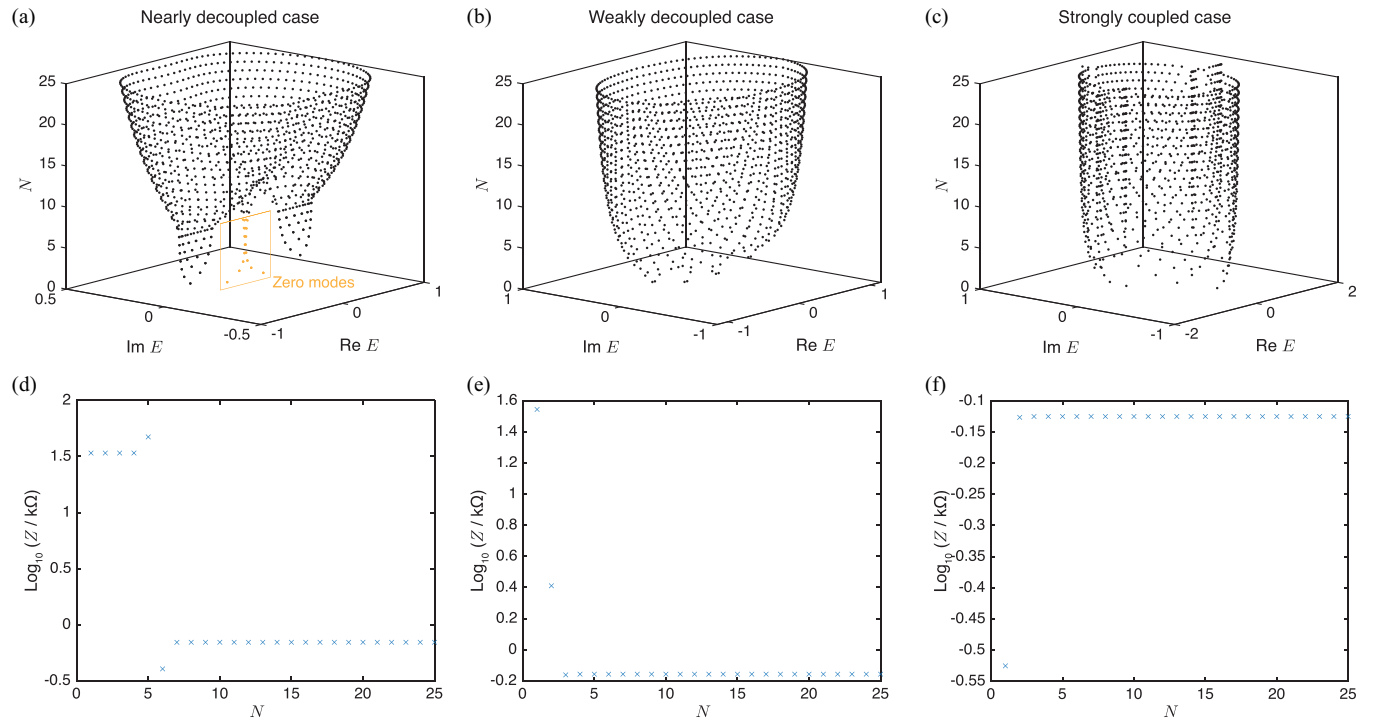 (a) Nearly decoupled case
25
20
15
10
5
0
N
0.5
0
-0.5
Im E
-1
0
1
Re E
Zero modes
(b) Weakly decoupled case
25
20
15
10
5
0
N
1
0
-1
Im E
-1
0
1
Re E
(c) Strongly coupled case
25
20
15
10
5
0
N
1
0
-1
Im E
-2
0
2
Re E
(d)
2
1.5
1
0.5
0
-0.5
Log10 (Z / kΩ)
0 5 10 15 20 25
N
(e)
1.6
1.4
1.2
1
0.8
0.6
0.4
0.2
0
-0.2
Log10 (Z / kΩ)
0 5 10 15 20 25
N
(f)
-0.1
-0.15
-0.2
-0.25
-0.3
-0.35
-0.4
-0.45
-0.5
-0.55
Log10 (Z / kΩ)
0 5 10 15 20 25
N